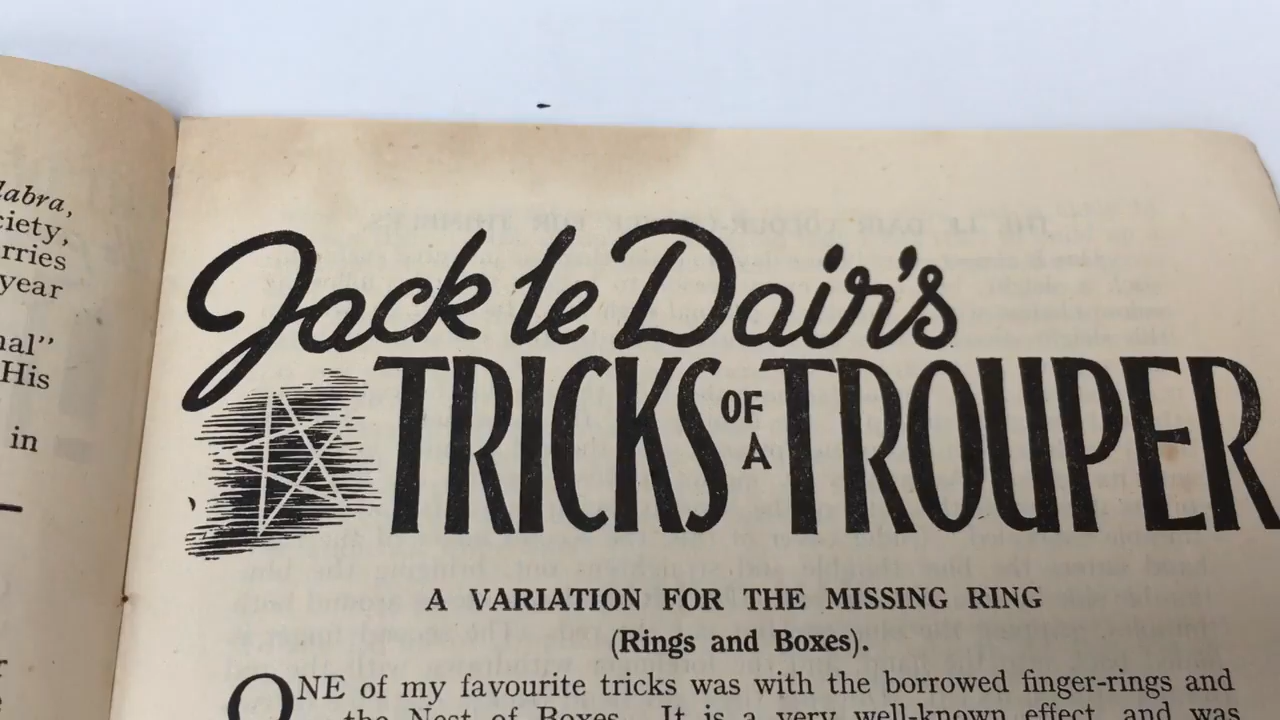 labra,
ciety,
rries
year
nal”
His
in
Jack le Dair's
TRICKS OF A TROUPER
A VARIATION FOR THE MISSING RING
(Rings and Boxes).
ONE of my favourite tricks was with the borrowed finger-rings and
the Nest of Boxes. It is a very well-known effect, and was